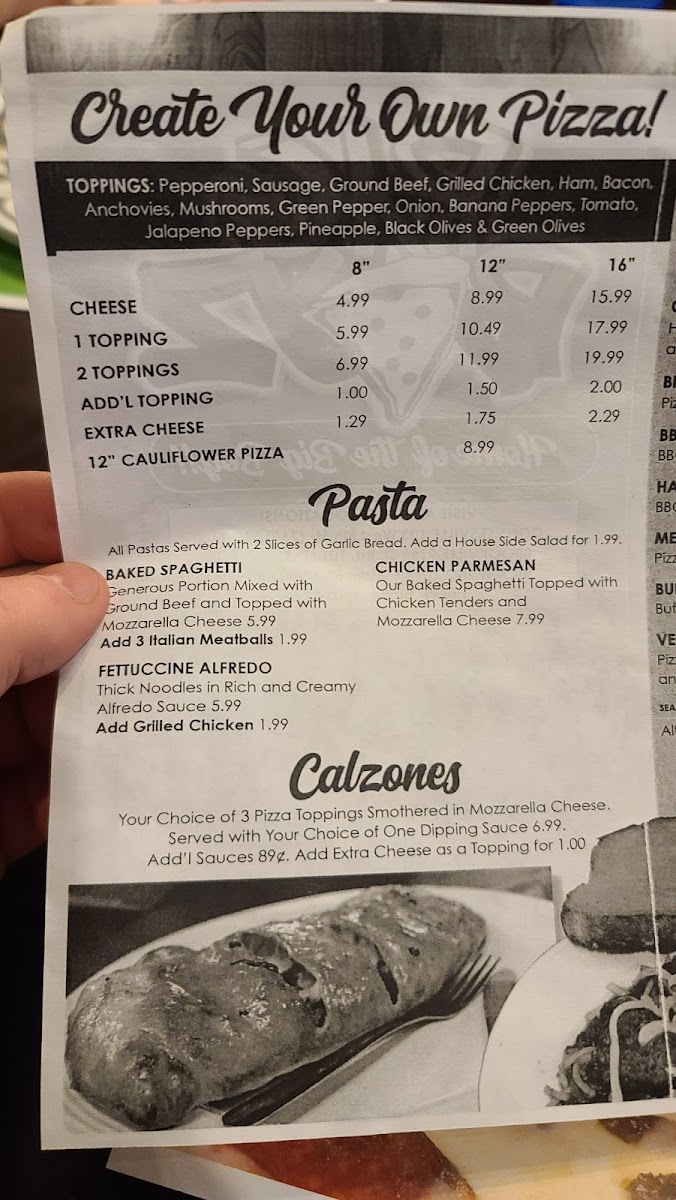 Create Your Own Pizza!
TOPPINGS: Pepperoni, Sausage, Ground Beef, Grilled Chicken, Ham, Bacon,
Anchovies, Mushrooms, Green Pepper, Onion, Banana Peppers, Tomato,
Jalapeno Peppers, Pineapple, Black Olives & Green Olives
8" 12" 16"
CHEESE 4.99 8.99 15.99
1 TOPPING 5.99 10.49 17.99
2 TOPPINGS 6.99 11.99 19.99
ADD'L TOPPING 1.00 1.50 2.00
EXTRA CHEESE 1.29 1.75 2.29
12" CAULIFLOWER PIZZA 8.99
Pasta
All Pastas Served with 2 Slices of Garlic Bread. Add a House Side Salad for 1.99.
BAKED SPAGHETTI
Generous Portion Mixed with
Ground Beef and Topped with
Mozzarella Cheese 5.99
Add 3 Italian Meatballs 1.99
FETTUCCINE ALFREDO
Thick Noodles in Rich and Creamy
Alfredo Sauce 5.99
Add Grilled Chicken 1.99
CHICKEN PARMESAN
Our Baked Spaghetti Topped with
Chicken Tenders and
Mozzarella Cheese 7.99
Calzones
Your Choice of 3 Pizza Toppings Smothered in Mozzarella Cheese.
Served with Your Choice of One Dipping Sauce 6.99.
Add'l Sauces 89¢. Add Extra Cheese as a Topping for 1.00